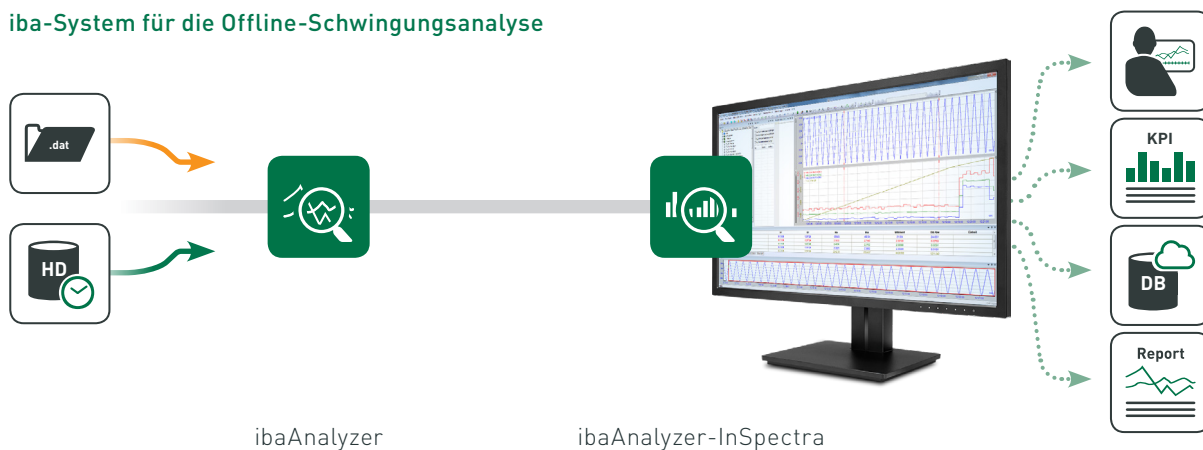 iba-System für die Offline-Schwingungsanalyse
.dat
HD
KPI
DB
Report
ibaAnalyzer
ibaAnalyzer-InSpectra